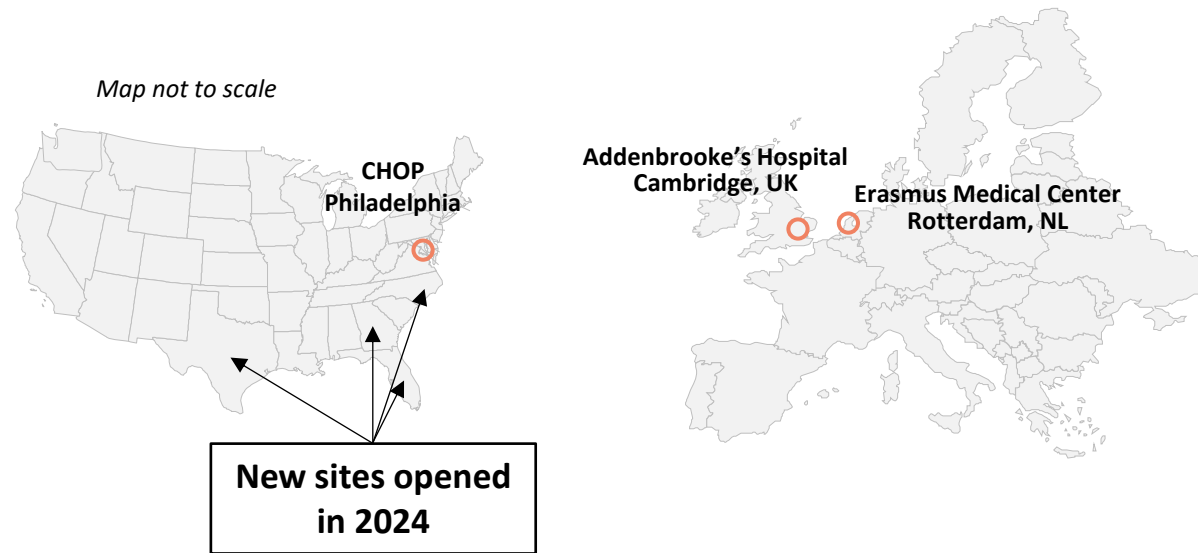 Map not to scale
CHOP
Philadelphia
Addenbrooke’s Hospital
Cambridge, UK
Erasmus Medical Center
Rotterdam, NL
New sites opened
in 2024